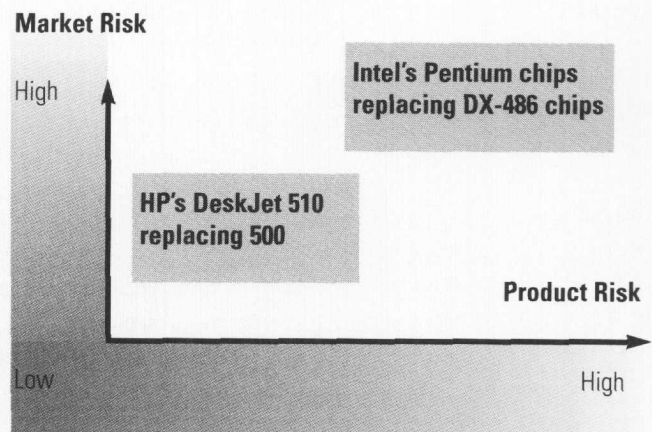 Market Risk
High
Intel's Pentium chips
replacing DX-486 chips
HP's DeskJet 510
replacing 500
Product Risk
Low
High